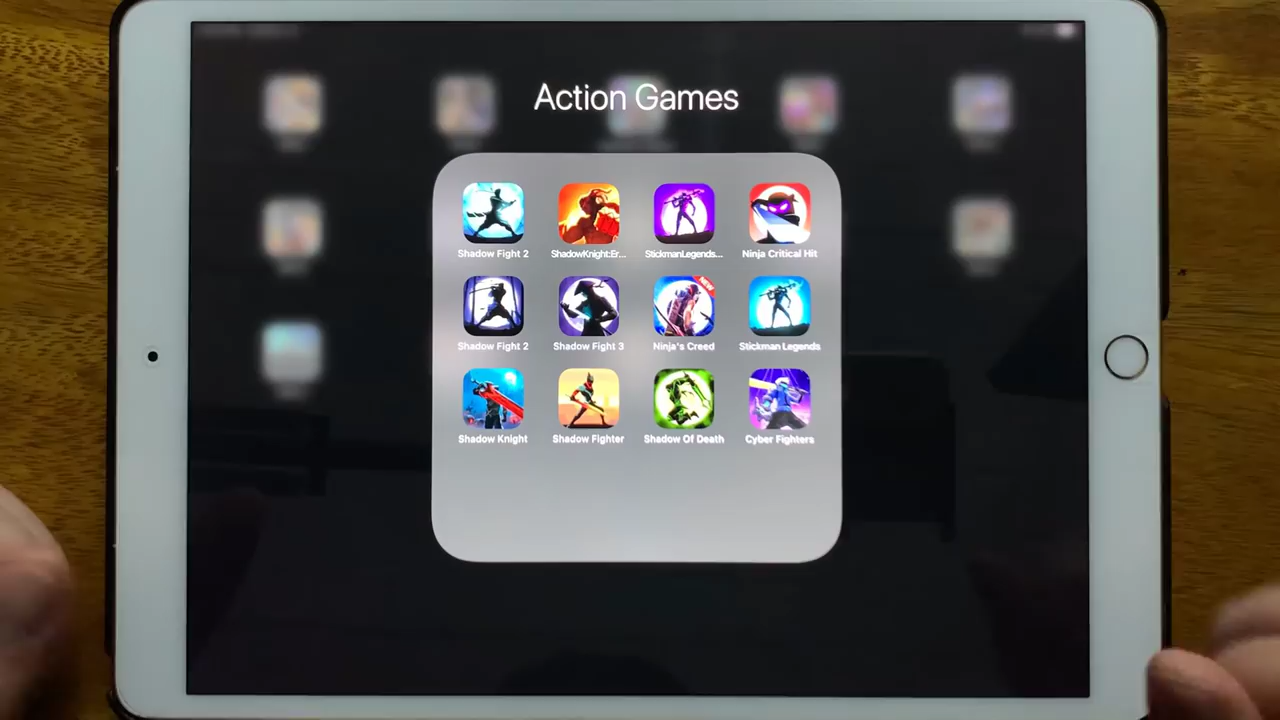 Action Games
Shadow Fight 2
ShadowKnight:Er...
StickmanLegends...
Ninja Critical Hit
NEW
Shadow Fight 2
Shadow Fight 3
Ninja's Creed
Stickman Legends
Shadow Knight
Shadow Fighter
Shadow Of Death
Cyber Fighters